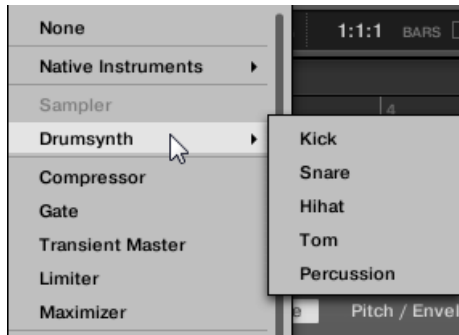 None
1:1:1 BARS
Native Instruments
Sampler
4
Drumsynth
Kick
Snare
Compressor
Hihat
Gate
Tom
Transient Master
Percussion
Limiter
Maximizer
Pitch / Envel